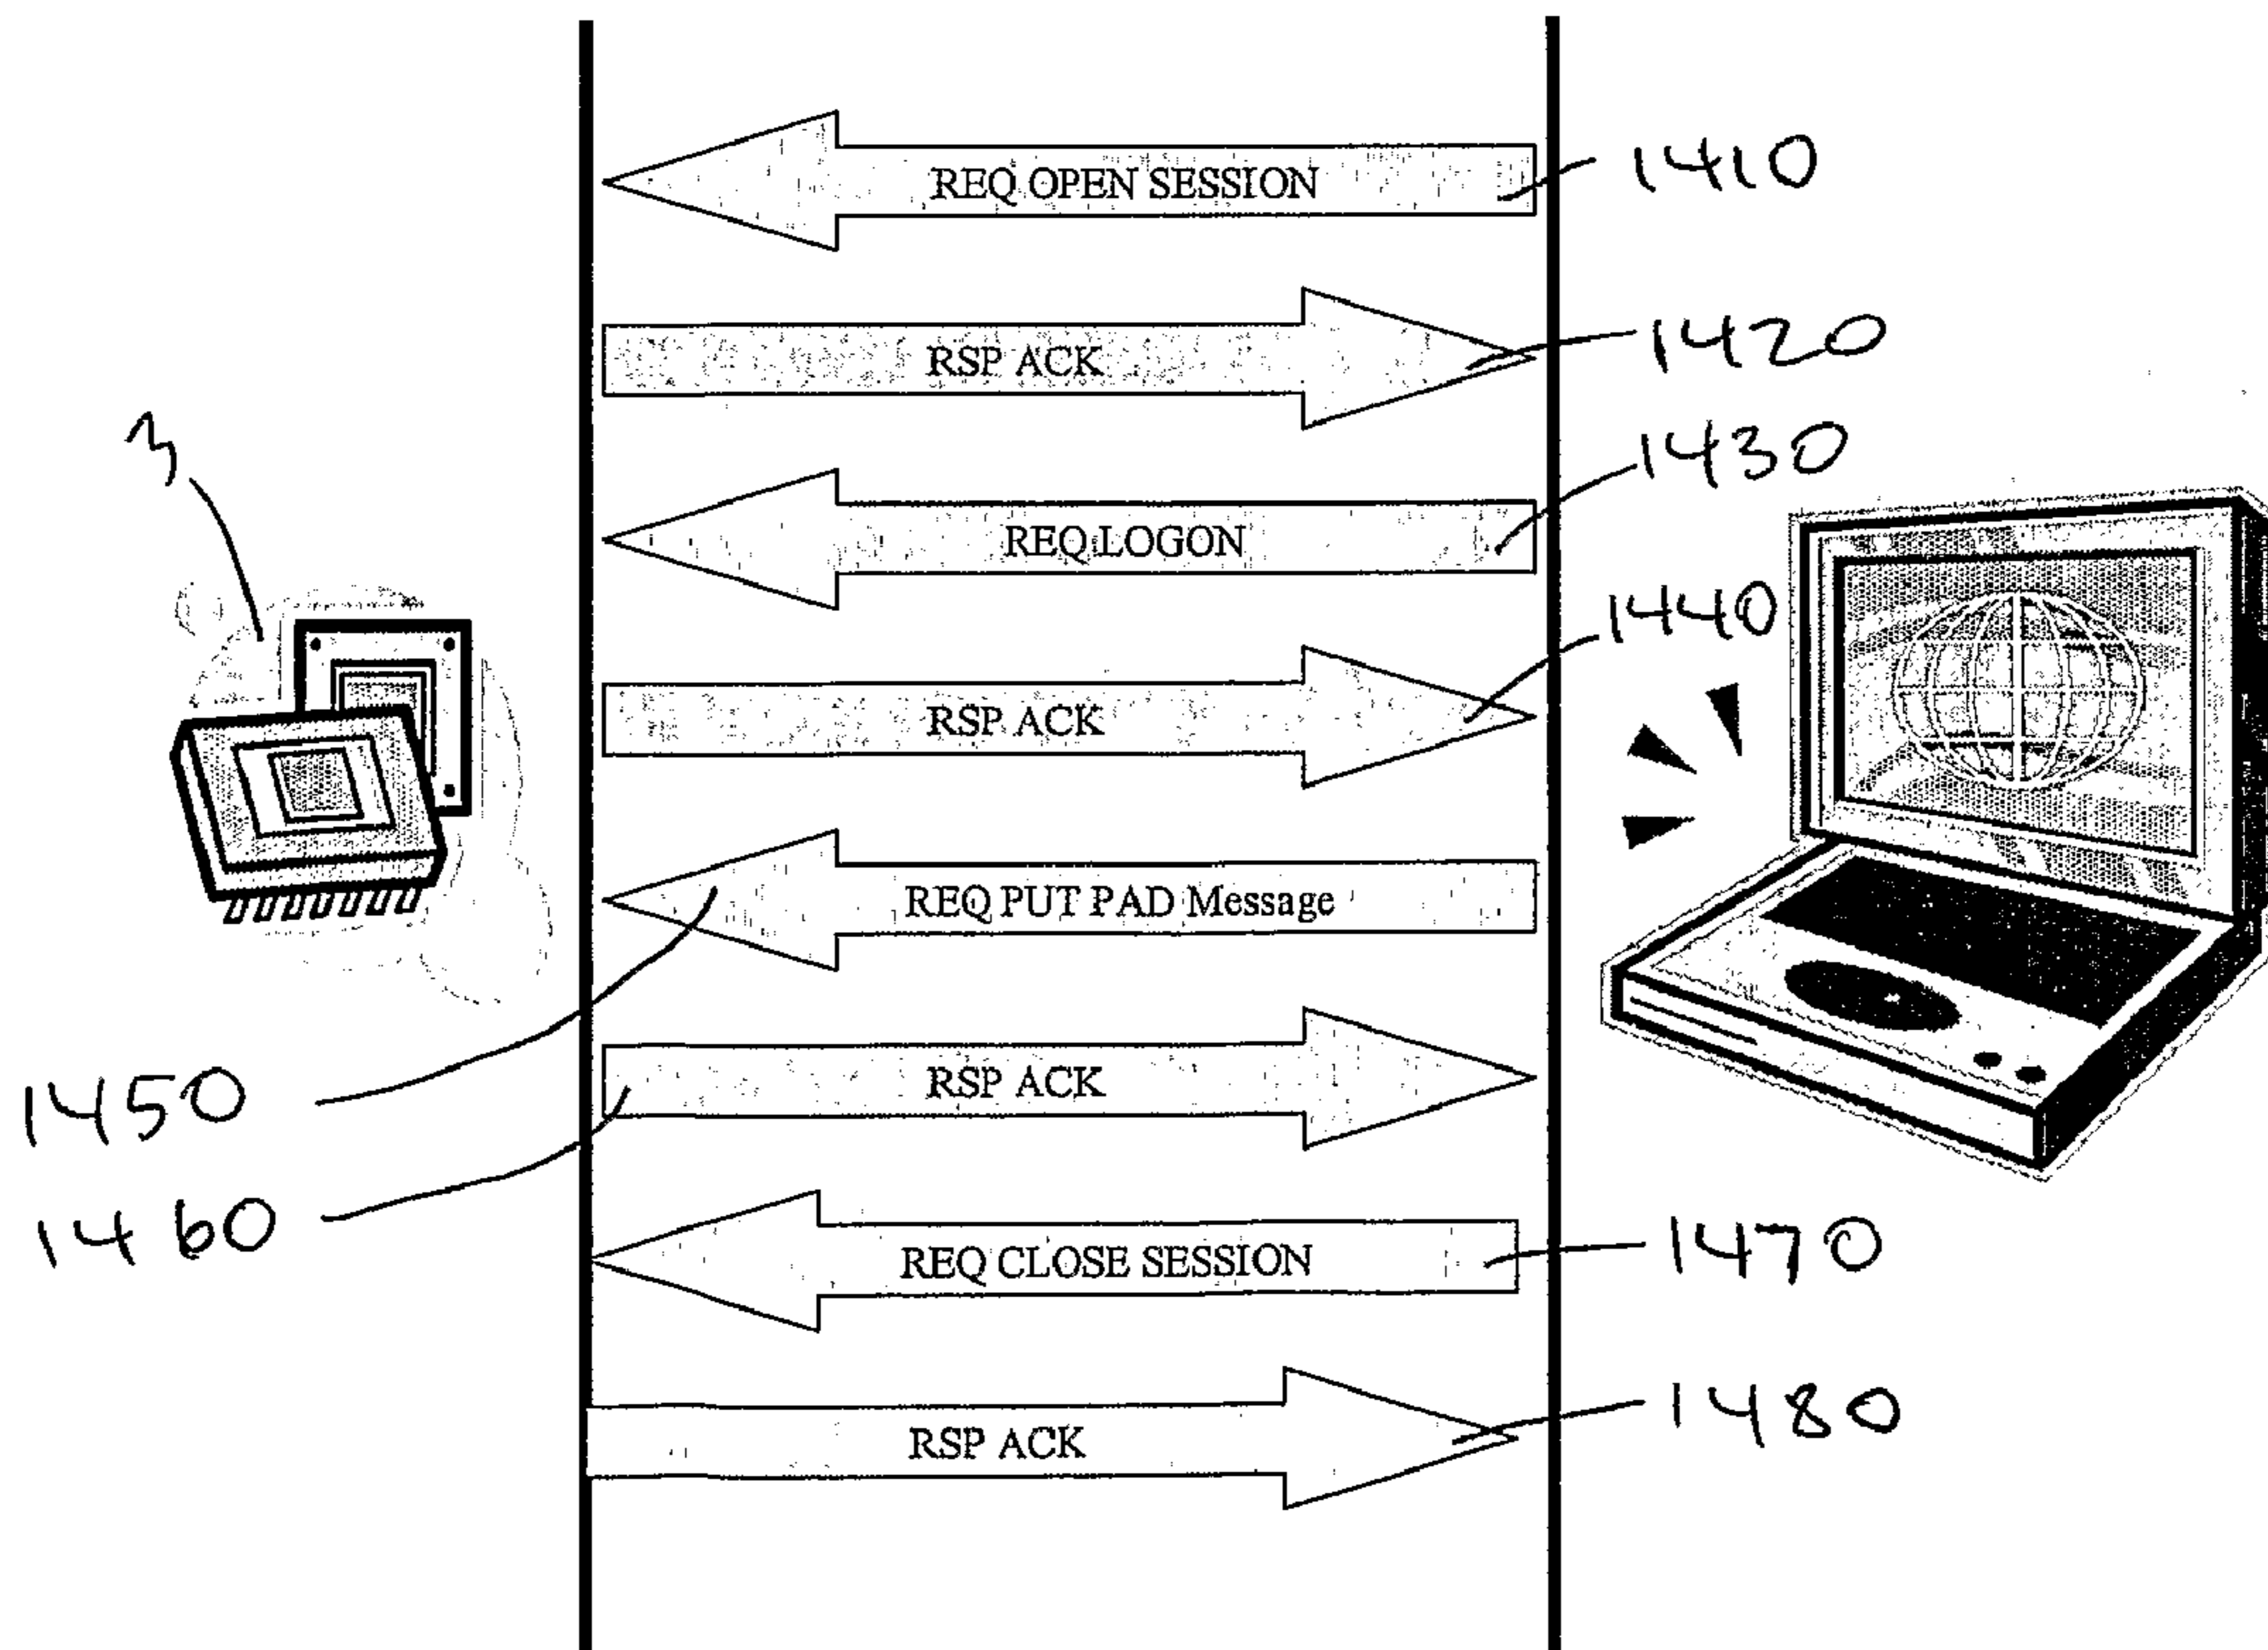 REQ OPEN SESSION
1410
RSP ACK
1420
3
1430
REQ LOGON
1440
RSP ACK
REQ PUT PAD Message
1450
RSP ACK
1460
REQ CLOSE SESSION
1470
RSP ACK
1480